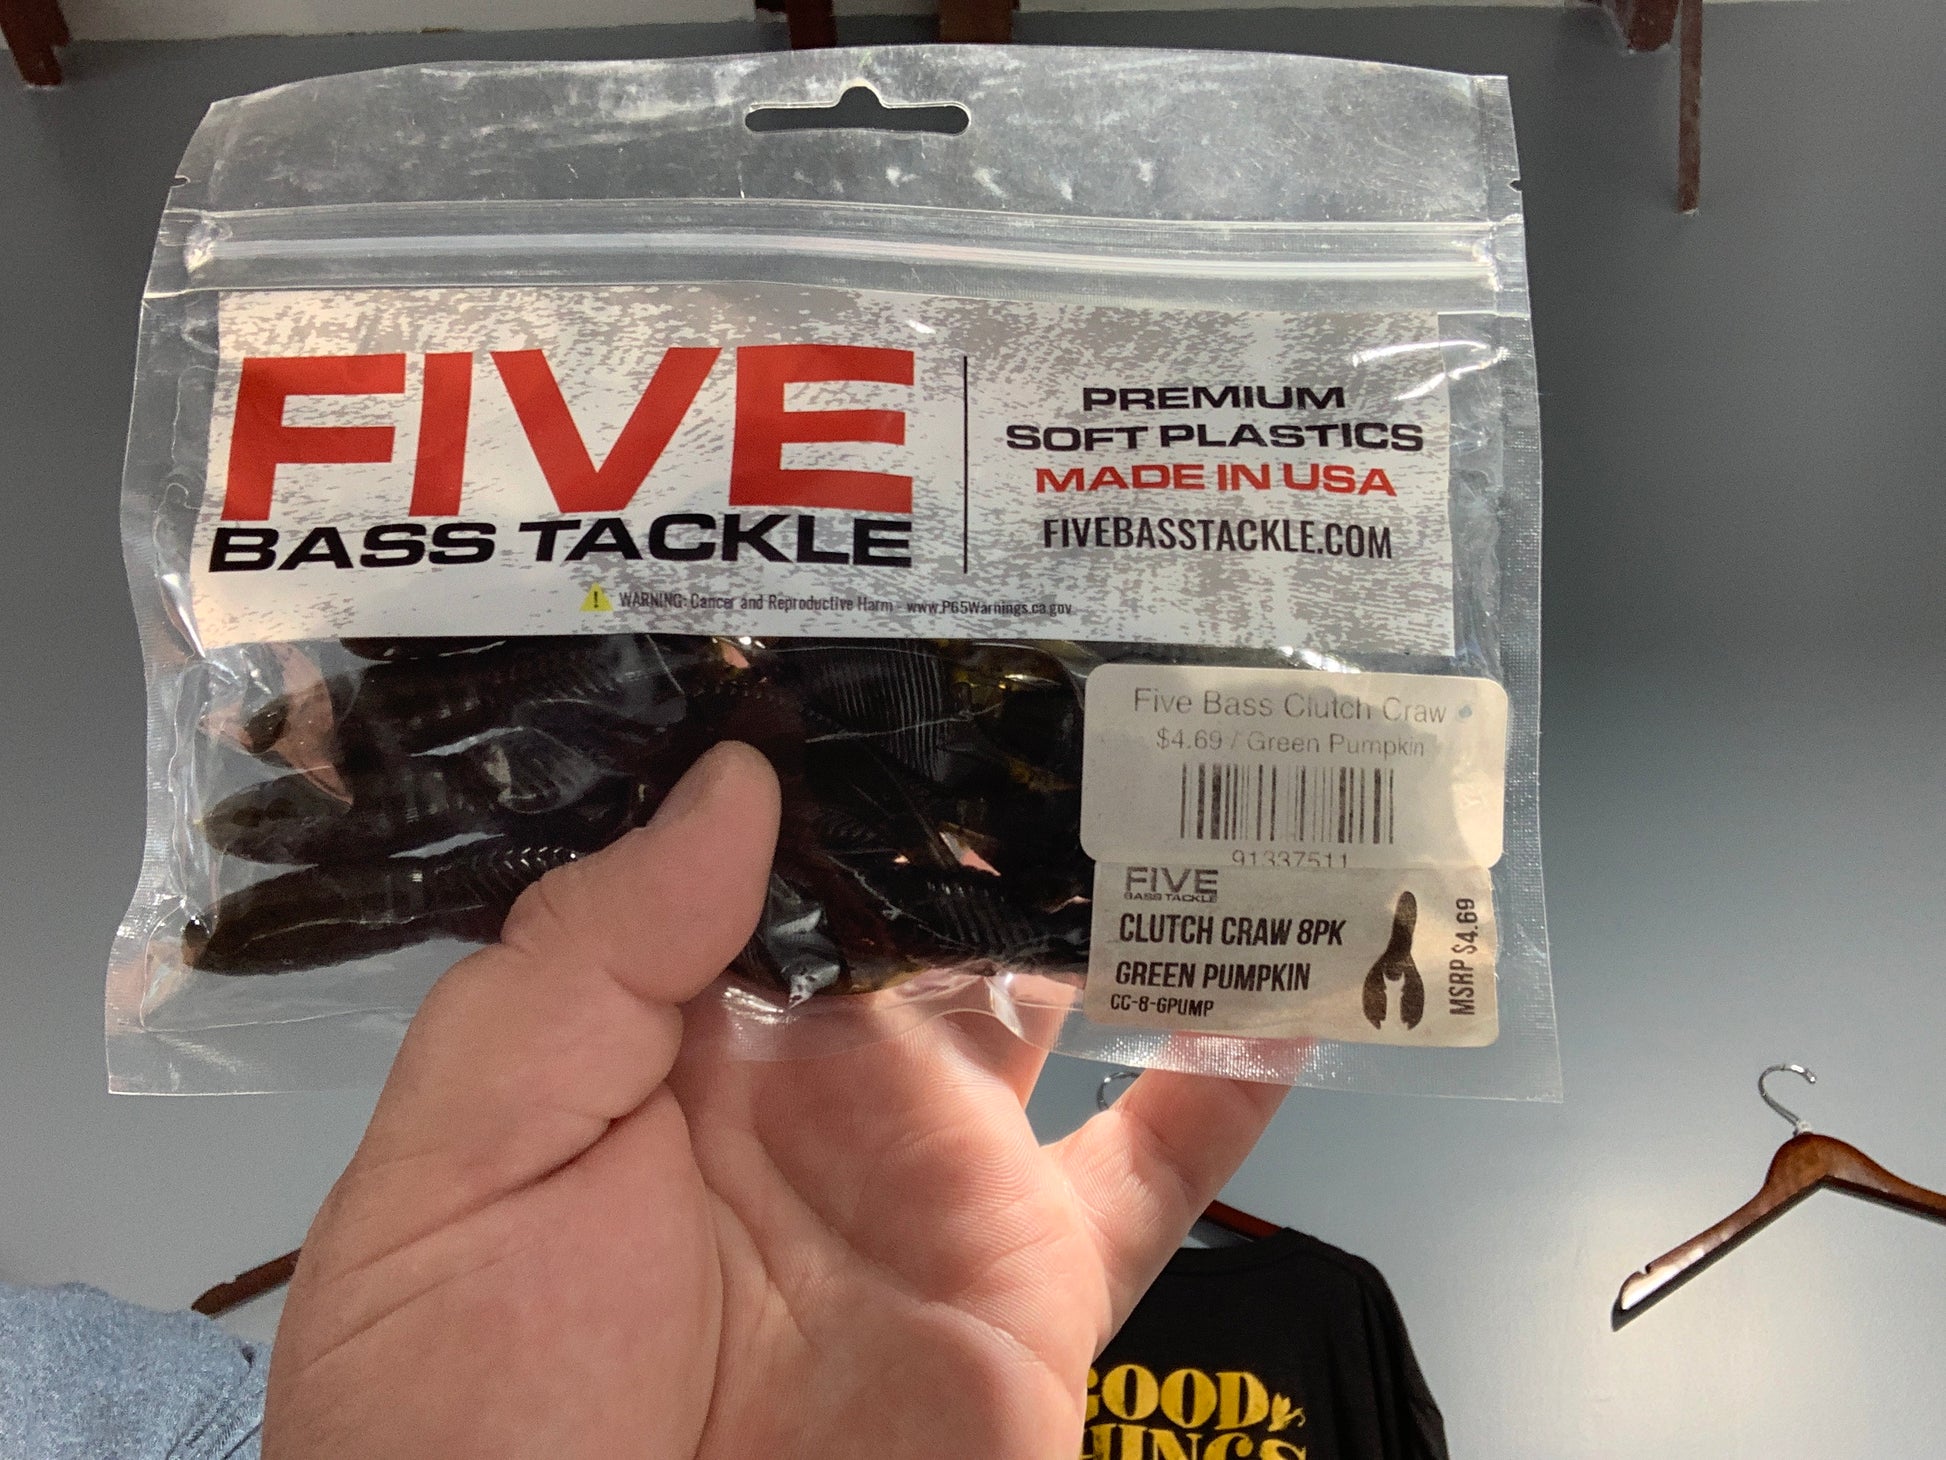 FIVE
BASS TACKLE
PREMIUM
SOFT PLASTICS
MADE IN USA
FIVEBASSTACKLE.COM
WARNING: Cancer and Reproductive Harm - www.P65Warnings.ca.gov
Five Bass Clutch Craw
$4.69 / Green Pumpkin
91337511
FIVE
BASS TACKLE
CLUTCH CRAW 8PK
GREEN PUMPKIN
CC-8-GPUMP
MSRP $4.69
GOOD
THINGS